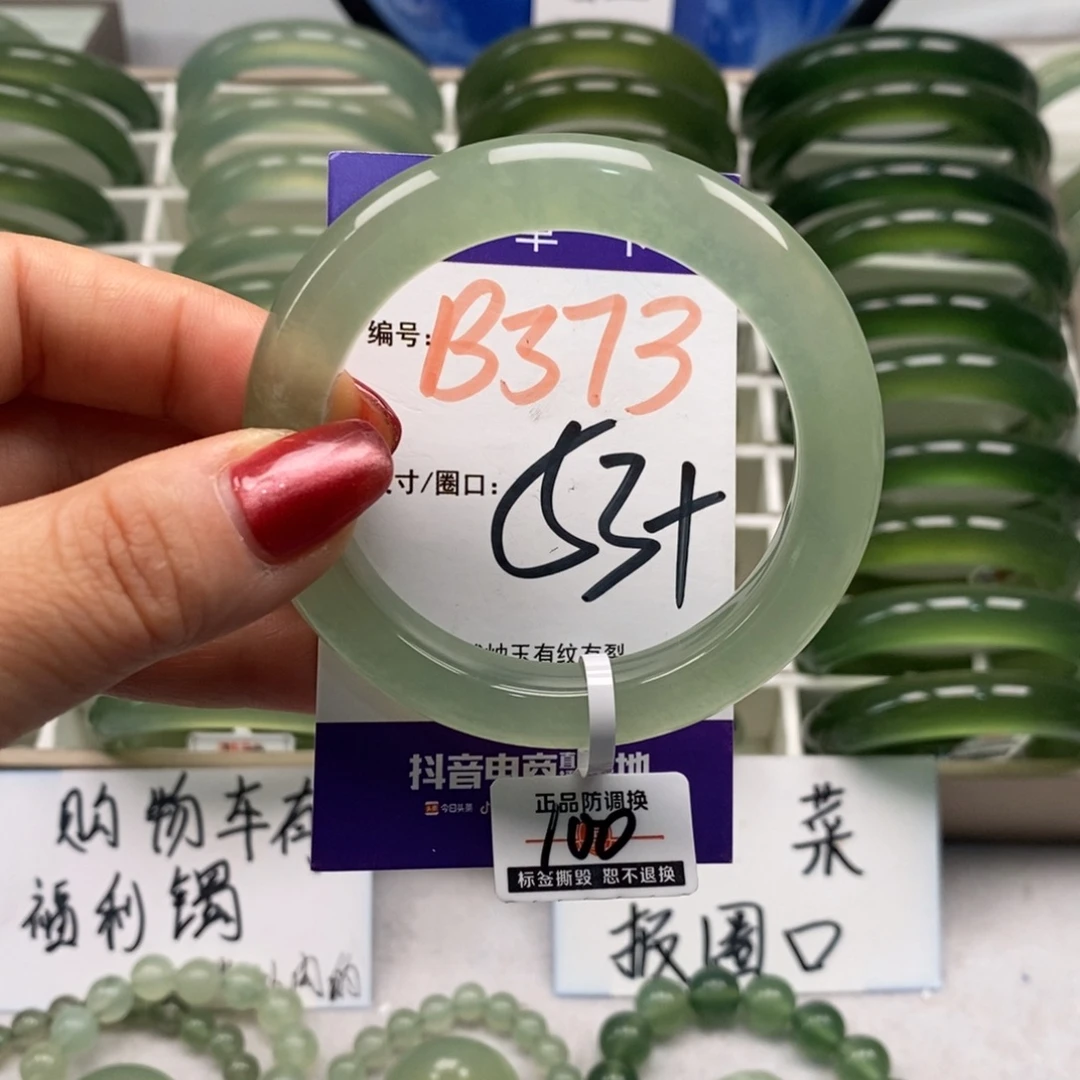 编号:B373
寸/圈口: 53+
岫玉有纹有裂
抖音电商
今日头条
正品防调换
100
标签撕毁 恕不退换
购物车在
福利镯
菜
报圈口